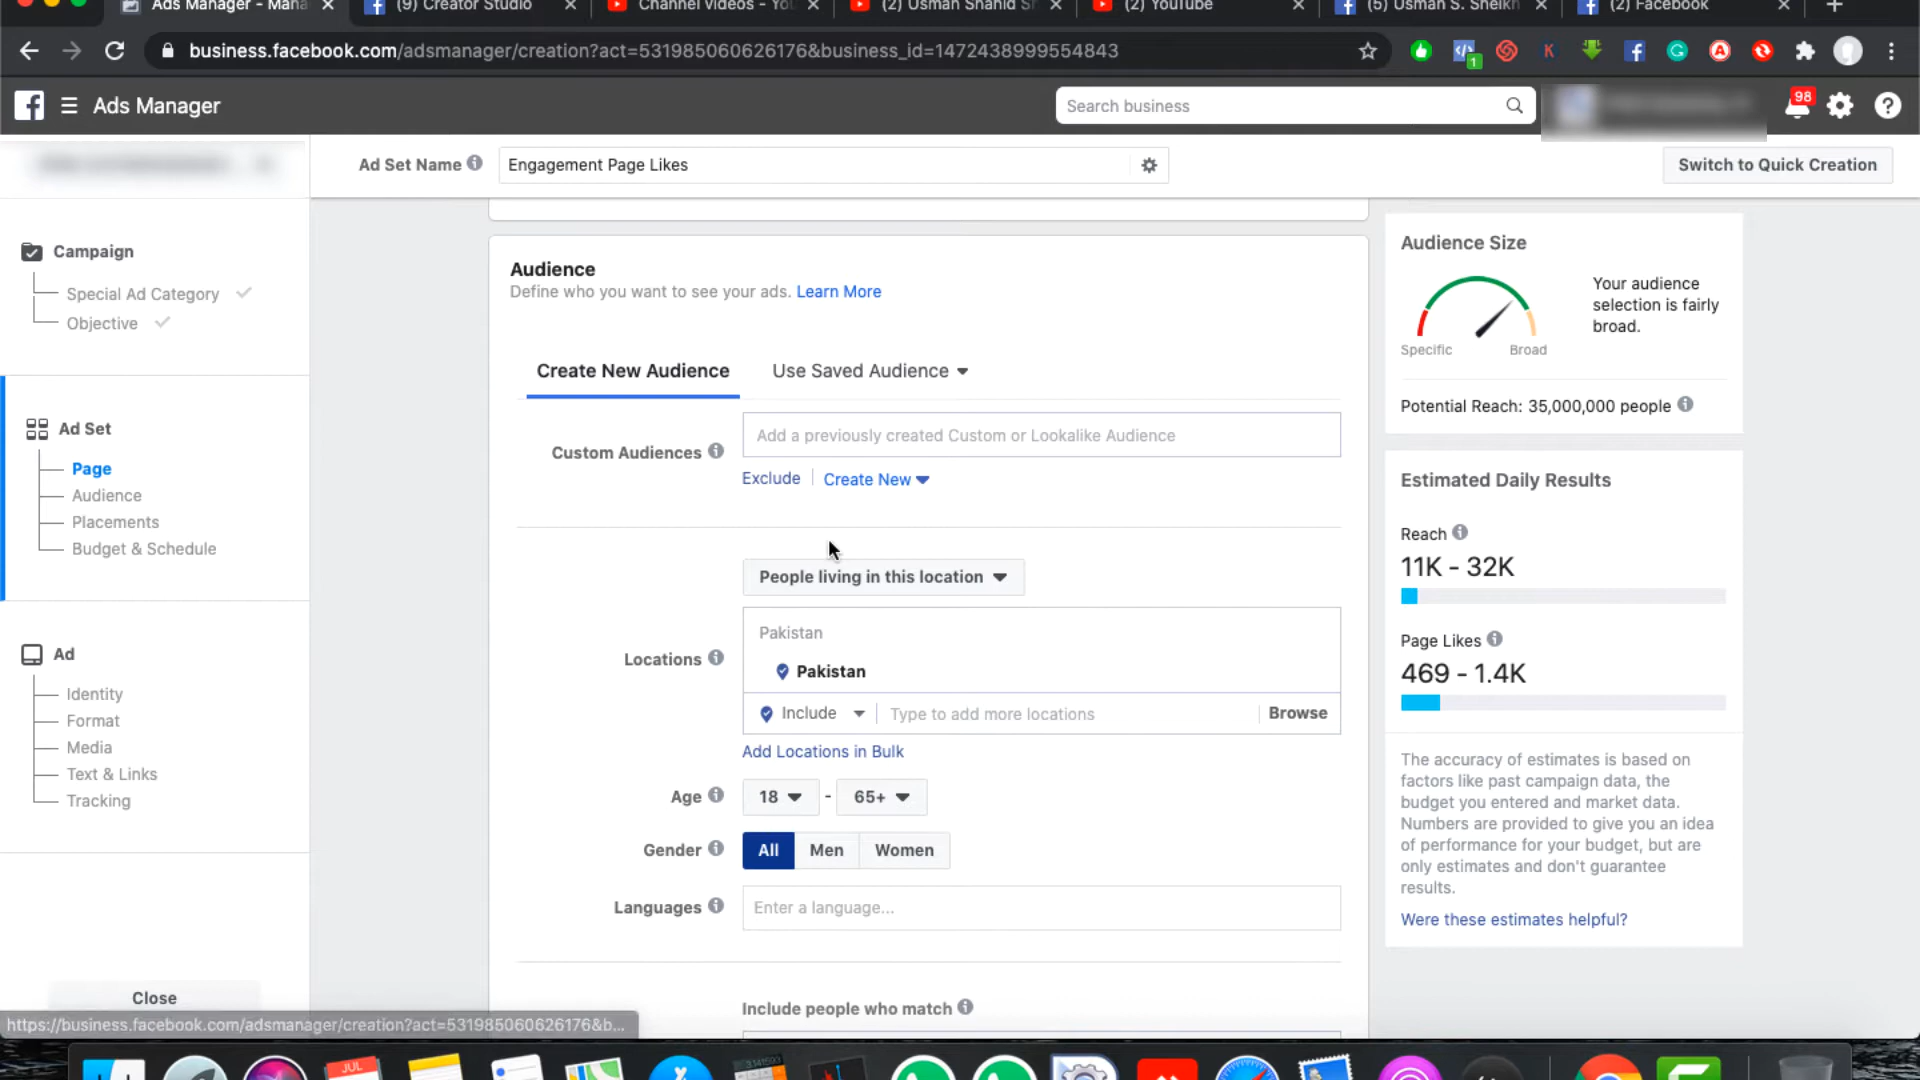 Ads Manager - Mana
(9) Creator Studio
Channel videos - Yo
(2) Usman Shahid Sh
(2) YouTube
(5) Usman S. Sheikh
(2) Facebook
business.facebook.com/adsmanager/creation?act=531985060626176&business_id=1472438999554843
1
Ads Manager
Search business
98
Ad Set Name
Engagement Page Likes
Switch to Quick Creation
Campaign
Special Ad Category
Objective
Ad Set
Page
Audience
Placements
Budget & Schedule
Ad
Identity
Format
Media
Text & Links
Tracking
Close
https://business.facebook.com/adsmanager/creation?act=531985060626176&b...
Audience
Define who you want to see your ads. Learn More
Create New Audience
Use Saved Audience
Custom Audiences
Add a previously created Custom or Lookalike Audience
Exclude
Create New
People living in this location
Locations
Pakistan
Pakistan
Include
Type to add more locations
Browse
Add Locations in Bulk
Age
18 - 65+
Gender
All Men Women
Languages
Enter a language...
Include people who match
Audience Size
Your audience
selection is fairly
broad.
Specific
Broad
Potential Reach: 35,000,000 people
Estimated Daily Results
Reach
11K - 32K
Page Likes
469 - 1.4K
The accuracy of estimates is based on
factors like past campaign data, the
budget you entered and market data.
Numbers are provided to give you an idea
of performance for your budget, but are
only estimates and don't guarantee
results.
Were these estimates helpful?
JUL